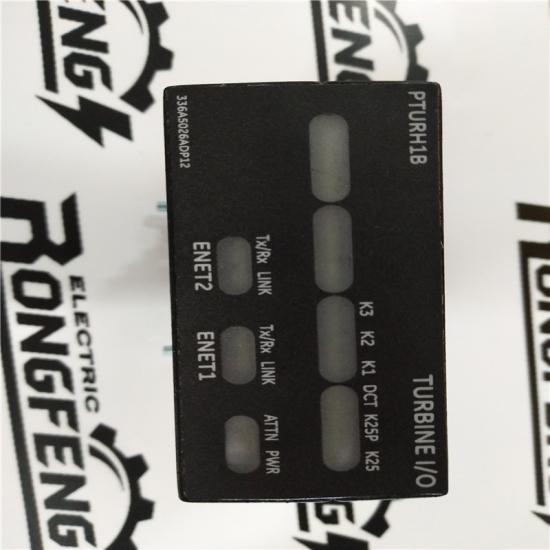 PTURH1B TURBINE I/O
K3 K2 K1 DCT K25P K25
Tx/Rx LINK Tx/Rx LINK ATTN PWR
ENET2 ENET1
336A5026ADP12
ELECTRIC
RONGFENG